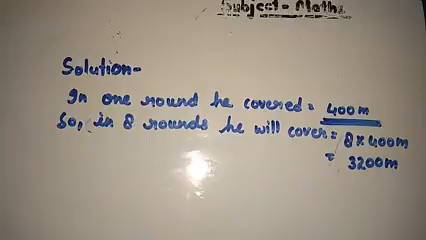 Subject - Maths
Solution-
In one round he covered = 400m
So, in 8 rounds he will cover = 8 x 400m
= 3200m